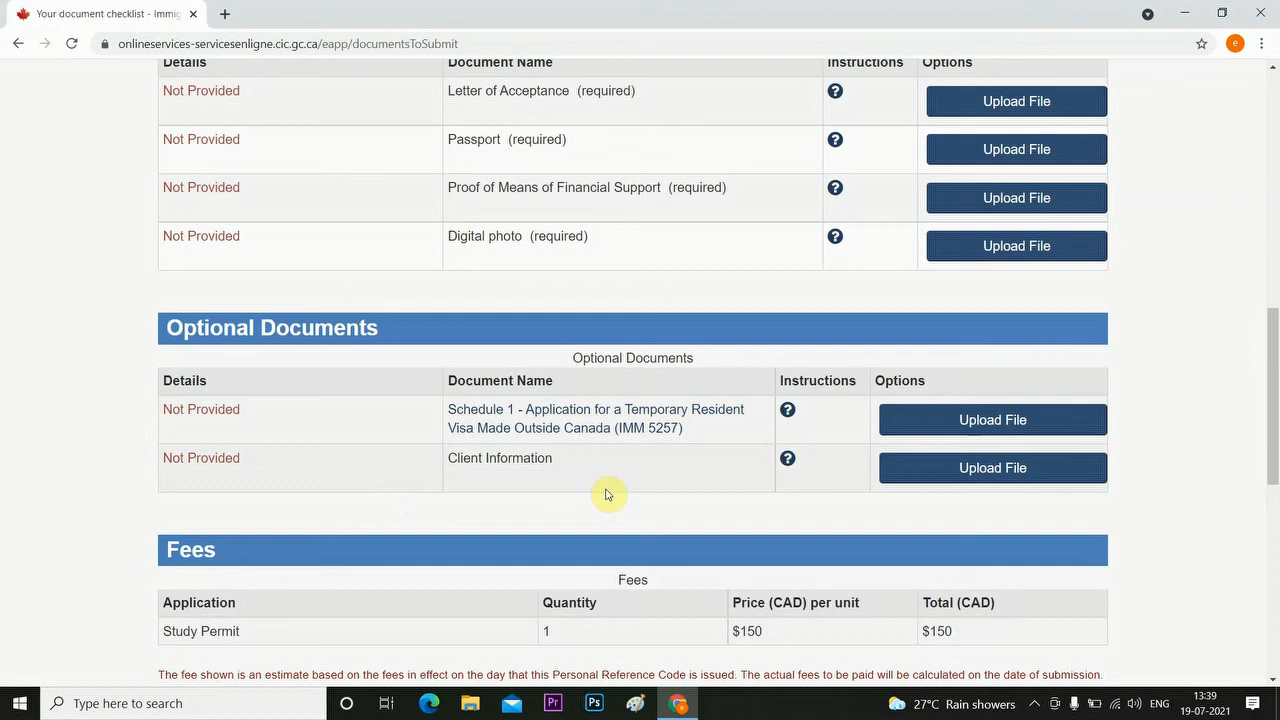 Your document checklist - Immig
onlineservices-servicesenligne.cic.gc.ca/eapp/documentsToSubmit
e
Details Document Name Instructions Options
Not Provided Letter of Acceptance (required) ? Upload File
Not Provided Passport (required) ? Upload File
Not Provided Proof of Means of Financial Support (required) ? Upload File
Not Provided Digital photo (required) ? Upload File
Optional Documents
Optional Documents
Details Document Name Instructions Options
Not Provided Schedule 1 - Application for a Temporary Resident ? Upload File
Visa Made Outside Canada (IMM 5257)
Not Provided Client Information ? Upload File
Fees
Fees
Application Quantity Price (CAD) per unit Total (CAD)
Study Permit 1 $150 $150
The fee shown is an estimate based on the fees in effect on the day that this Personal Reference Code is issued. The actual fees to be paid will be calculated on the date of submission.
Type here to search Pr Ps 27°C Rain showers ENG 13:39
19-07-2021